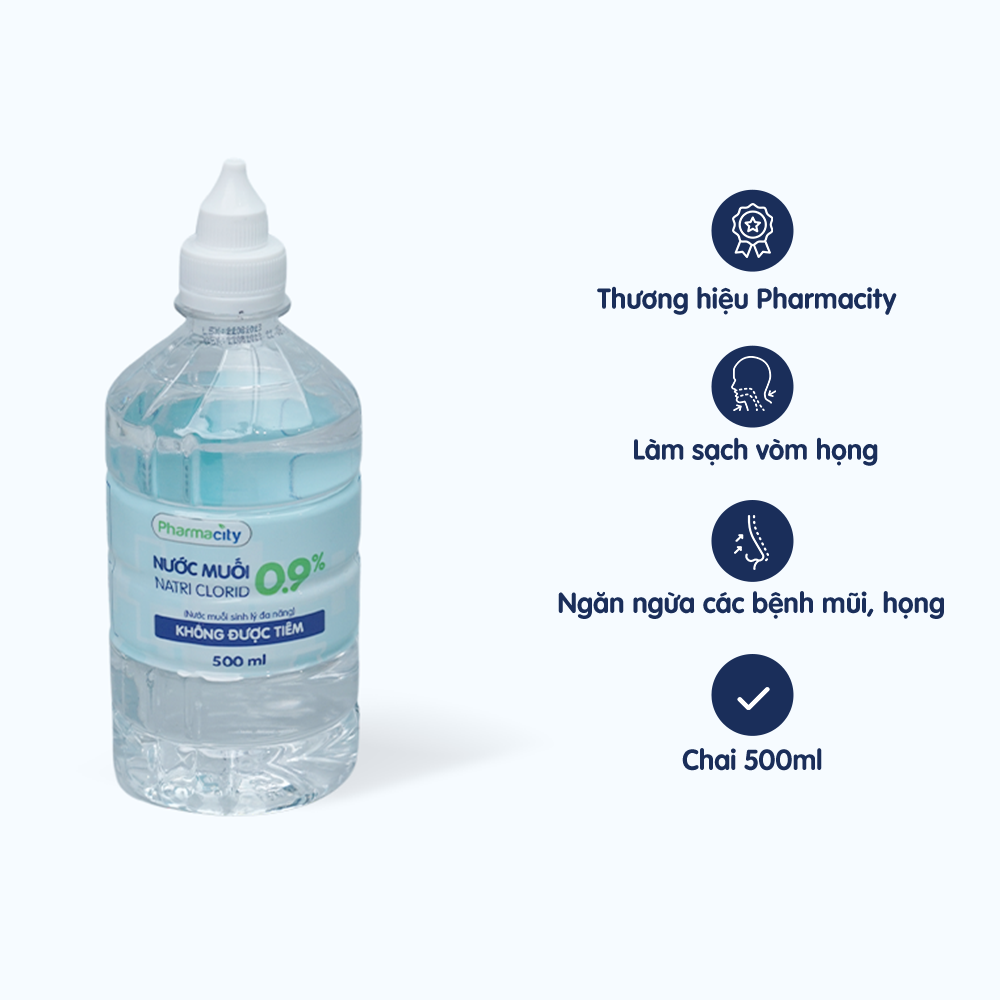 Pharmacity
NƯỚC MUỐI
NATRI CLORID 0.9%
(Nước muối sinh lý đa năng)
KHÔNG ĐƯỢC TIÊM
500 ml
Thương hiệu Pharmacity
Làm sạch vòm họng
Ngăn ngừa các bệnh mũi, họng
Chai 500ml